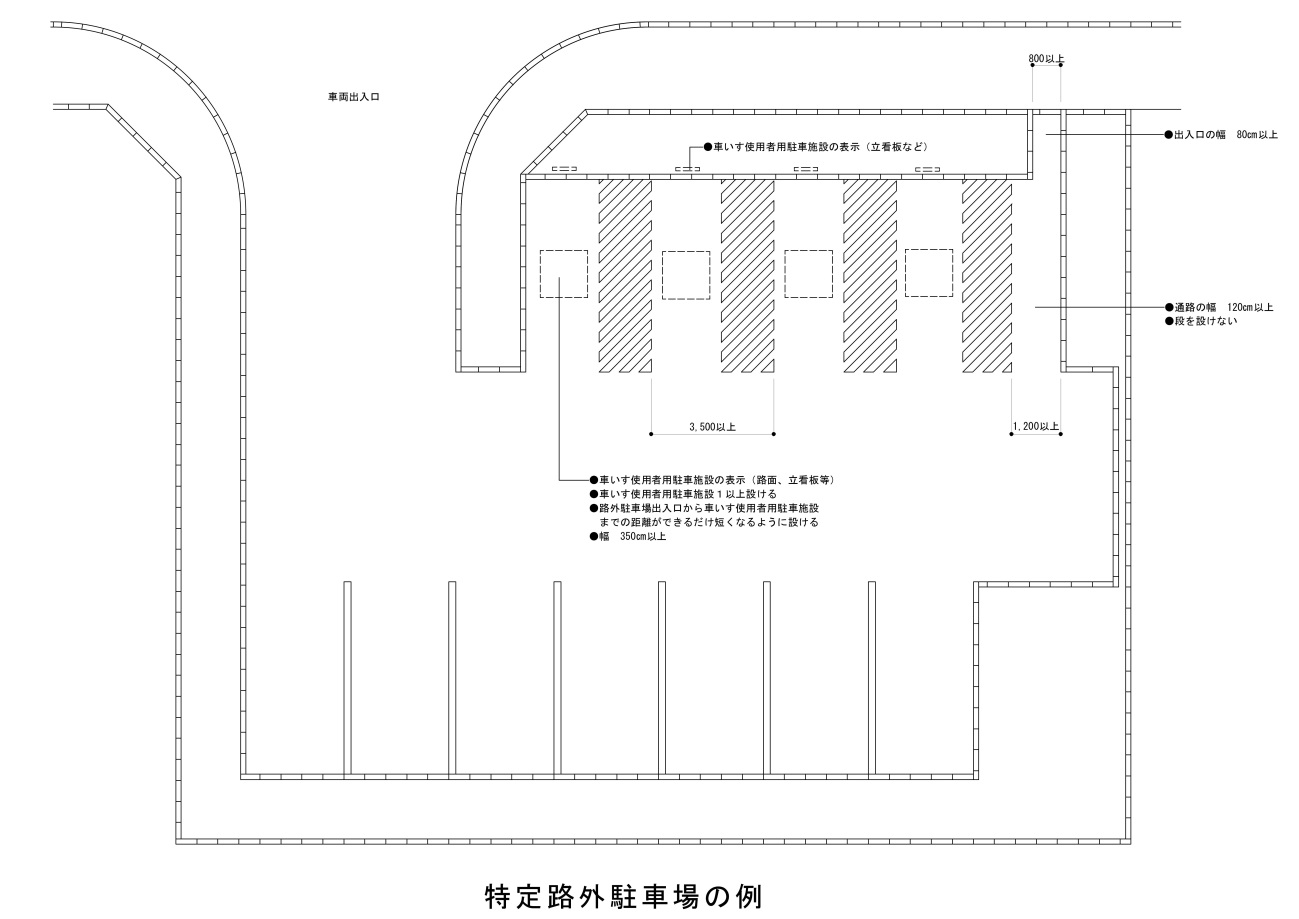 800以上
車両出入口
●出入口の幅　80cm以上
●車いす使用者用駐車施設の表示（立看板など）
●通路の幅　120cm以上
●段を設けない
3,500以上
1,200以上
●車いす使用者用駐車施設の表示（路面、立看板等）
●車いす使用者用駐車施設１以上設ける
●路外駐車場出入口から車いす使用者用駐車施設
までの距離ができるだけ短くなるように設ける
●幅　350cm以上
特定路外駐車場の例